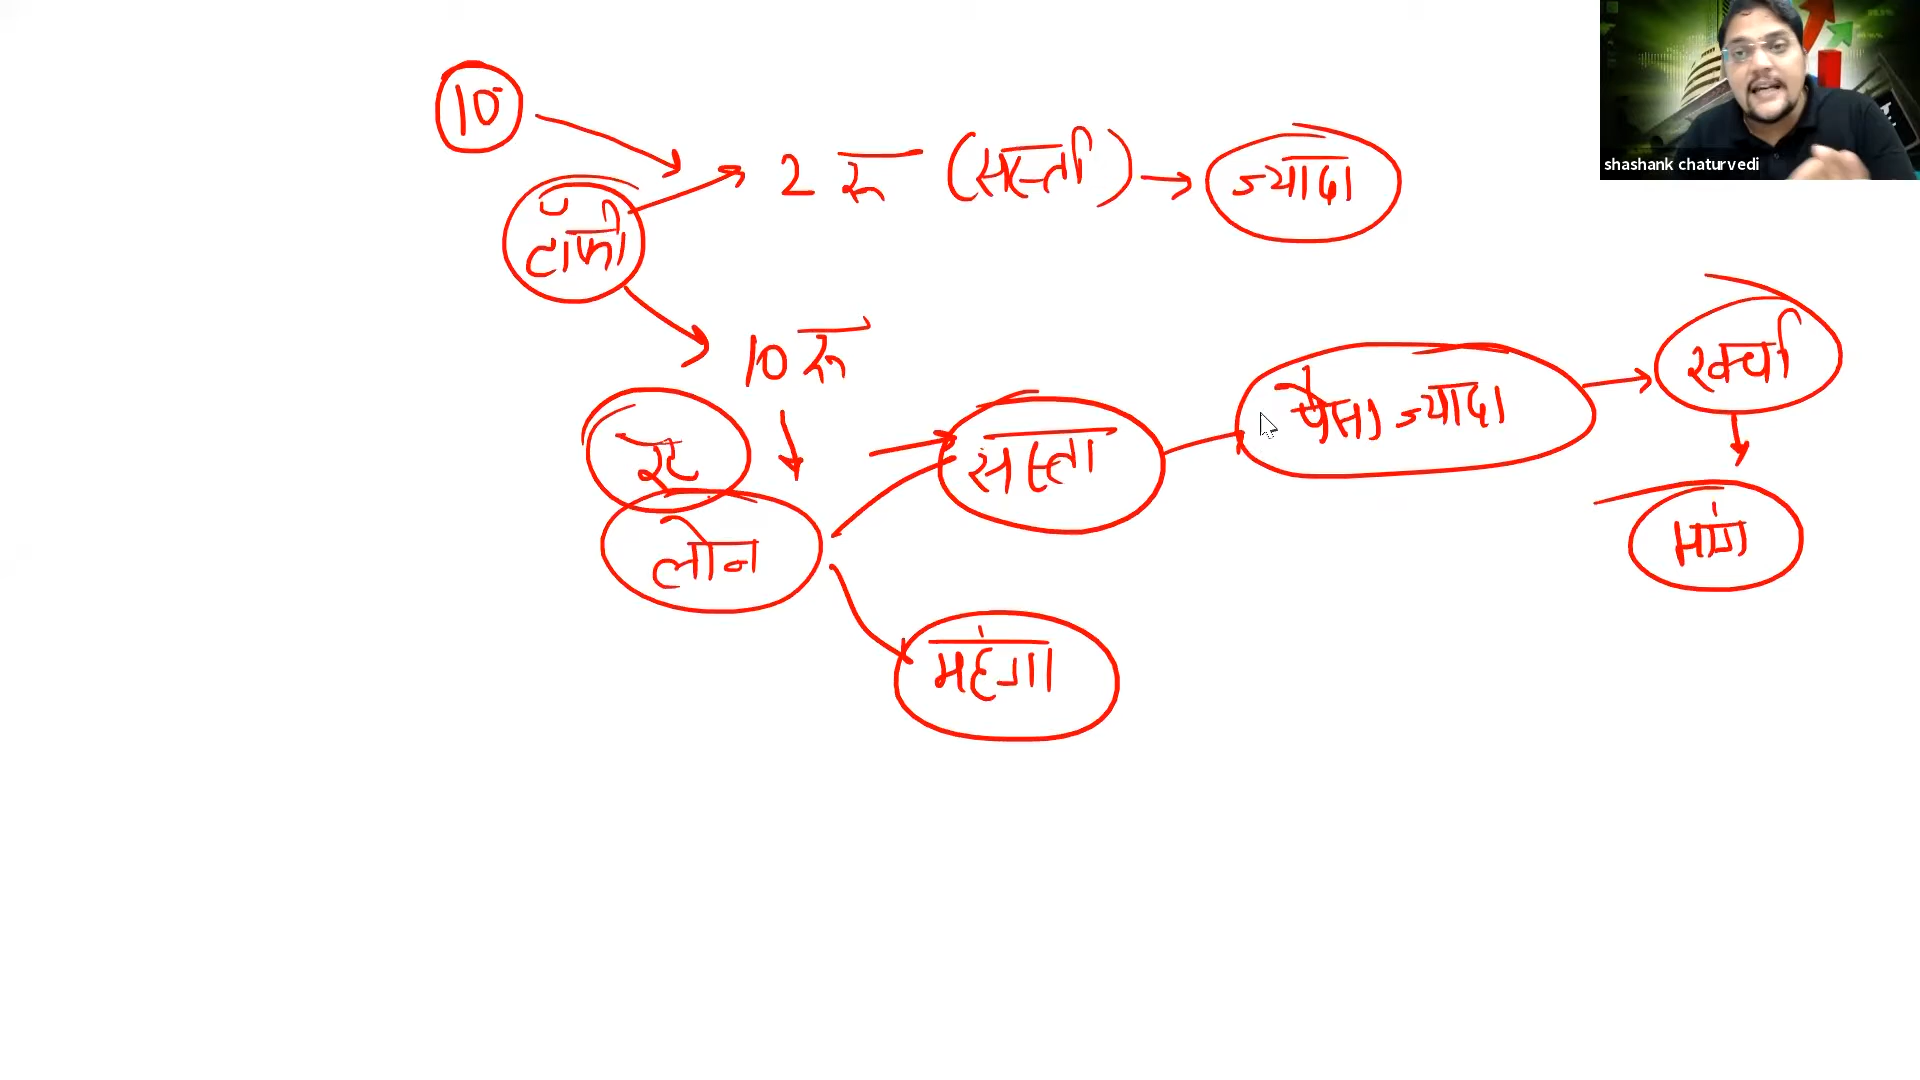 shashank chaturvedi
10
2 रू (सस्ती) → ज्यादा
टॉफी
10 रू
खर्चा
पैसा ज्यादा
रेट
सस्ता
मांग
लोन
महंगा